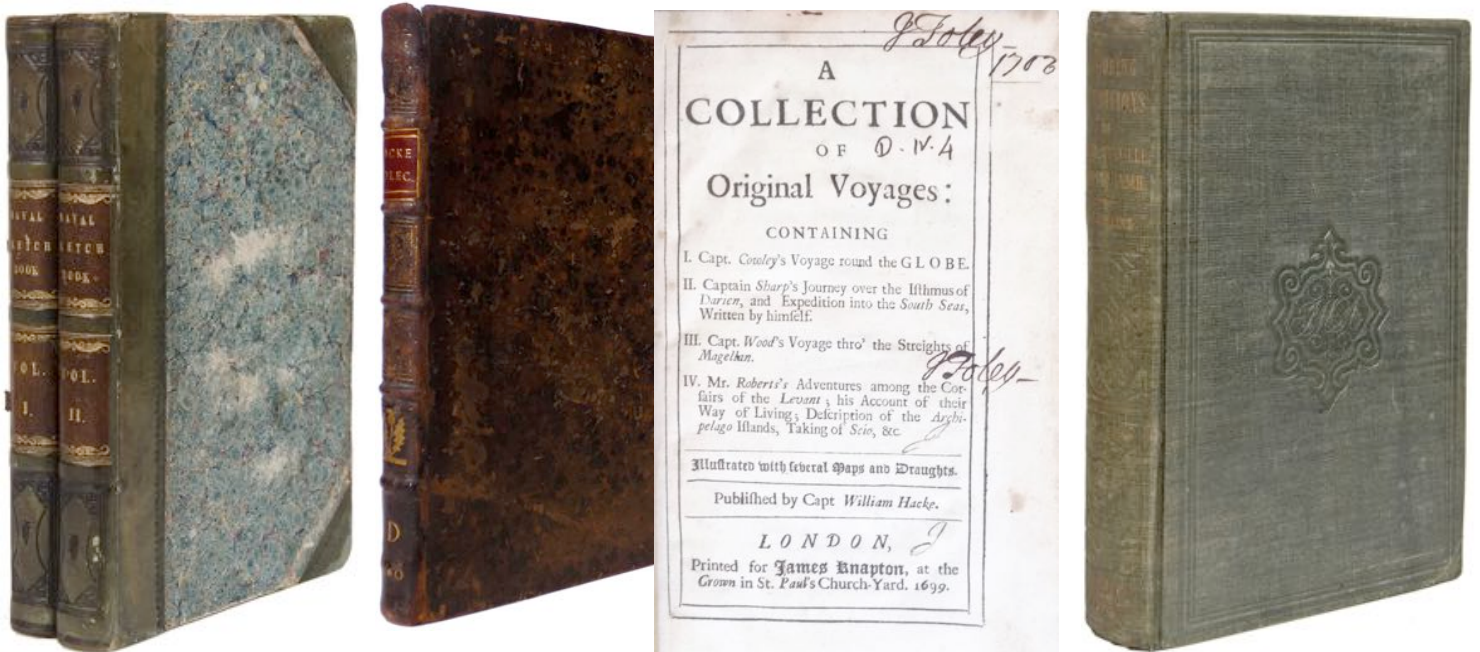 NAVAL
SKETCH
BOOK
VOL.
I.
NAVAL
SKETCH
BOOK
VOL.
II.
D
J Foley
1703
A
COLLECTION
OF
D. IV. 4
Original Voyages:
CONTAINING
I. Capt. Cowley's Voyage round the GLOBE.
II. Captain Sharp's Journey over the Isthmus of
Darien, and Expedition into the South Seas,
Written by himself.
III. Capt. Wood's Voyage thro' the Streights of
Magellan.
J Foley
IV. Mr. Roberts's Adventures among the Cor-
sairs of the Levant; his Account of their
Way of Living; Description of the Archi-
pelago Islands, Taking of Scio, &c.
Illustrated with several Maps and Draughts.
Published by Capt William Hacke.
LONDON,
Printed for James Knapton, at the
Crown in St. Paul's Church-Yard. 1699.